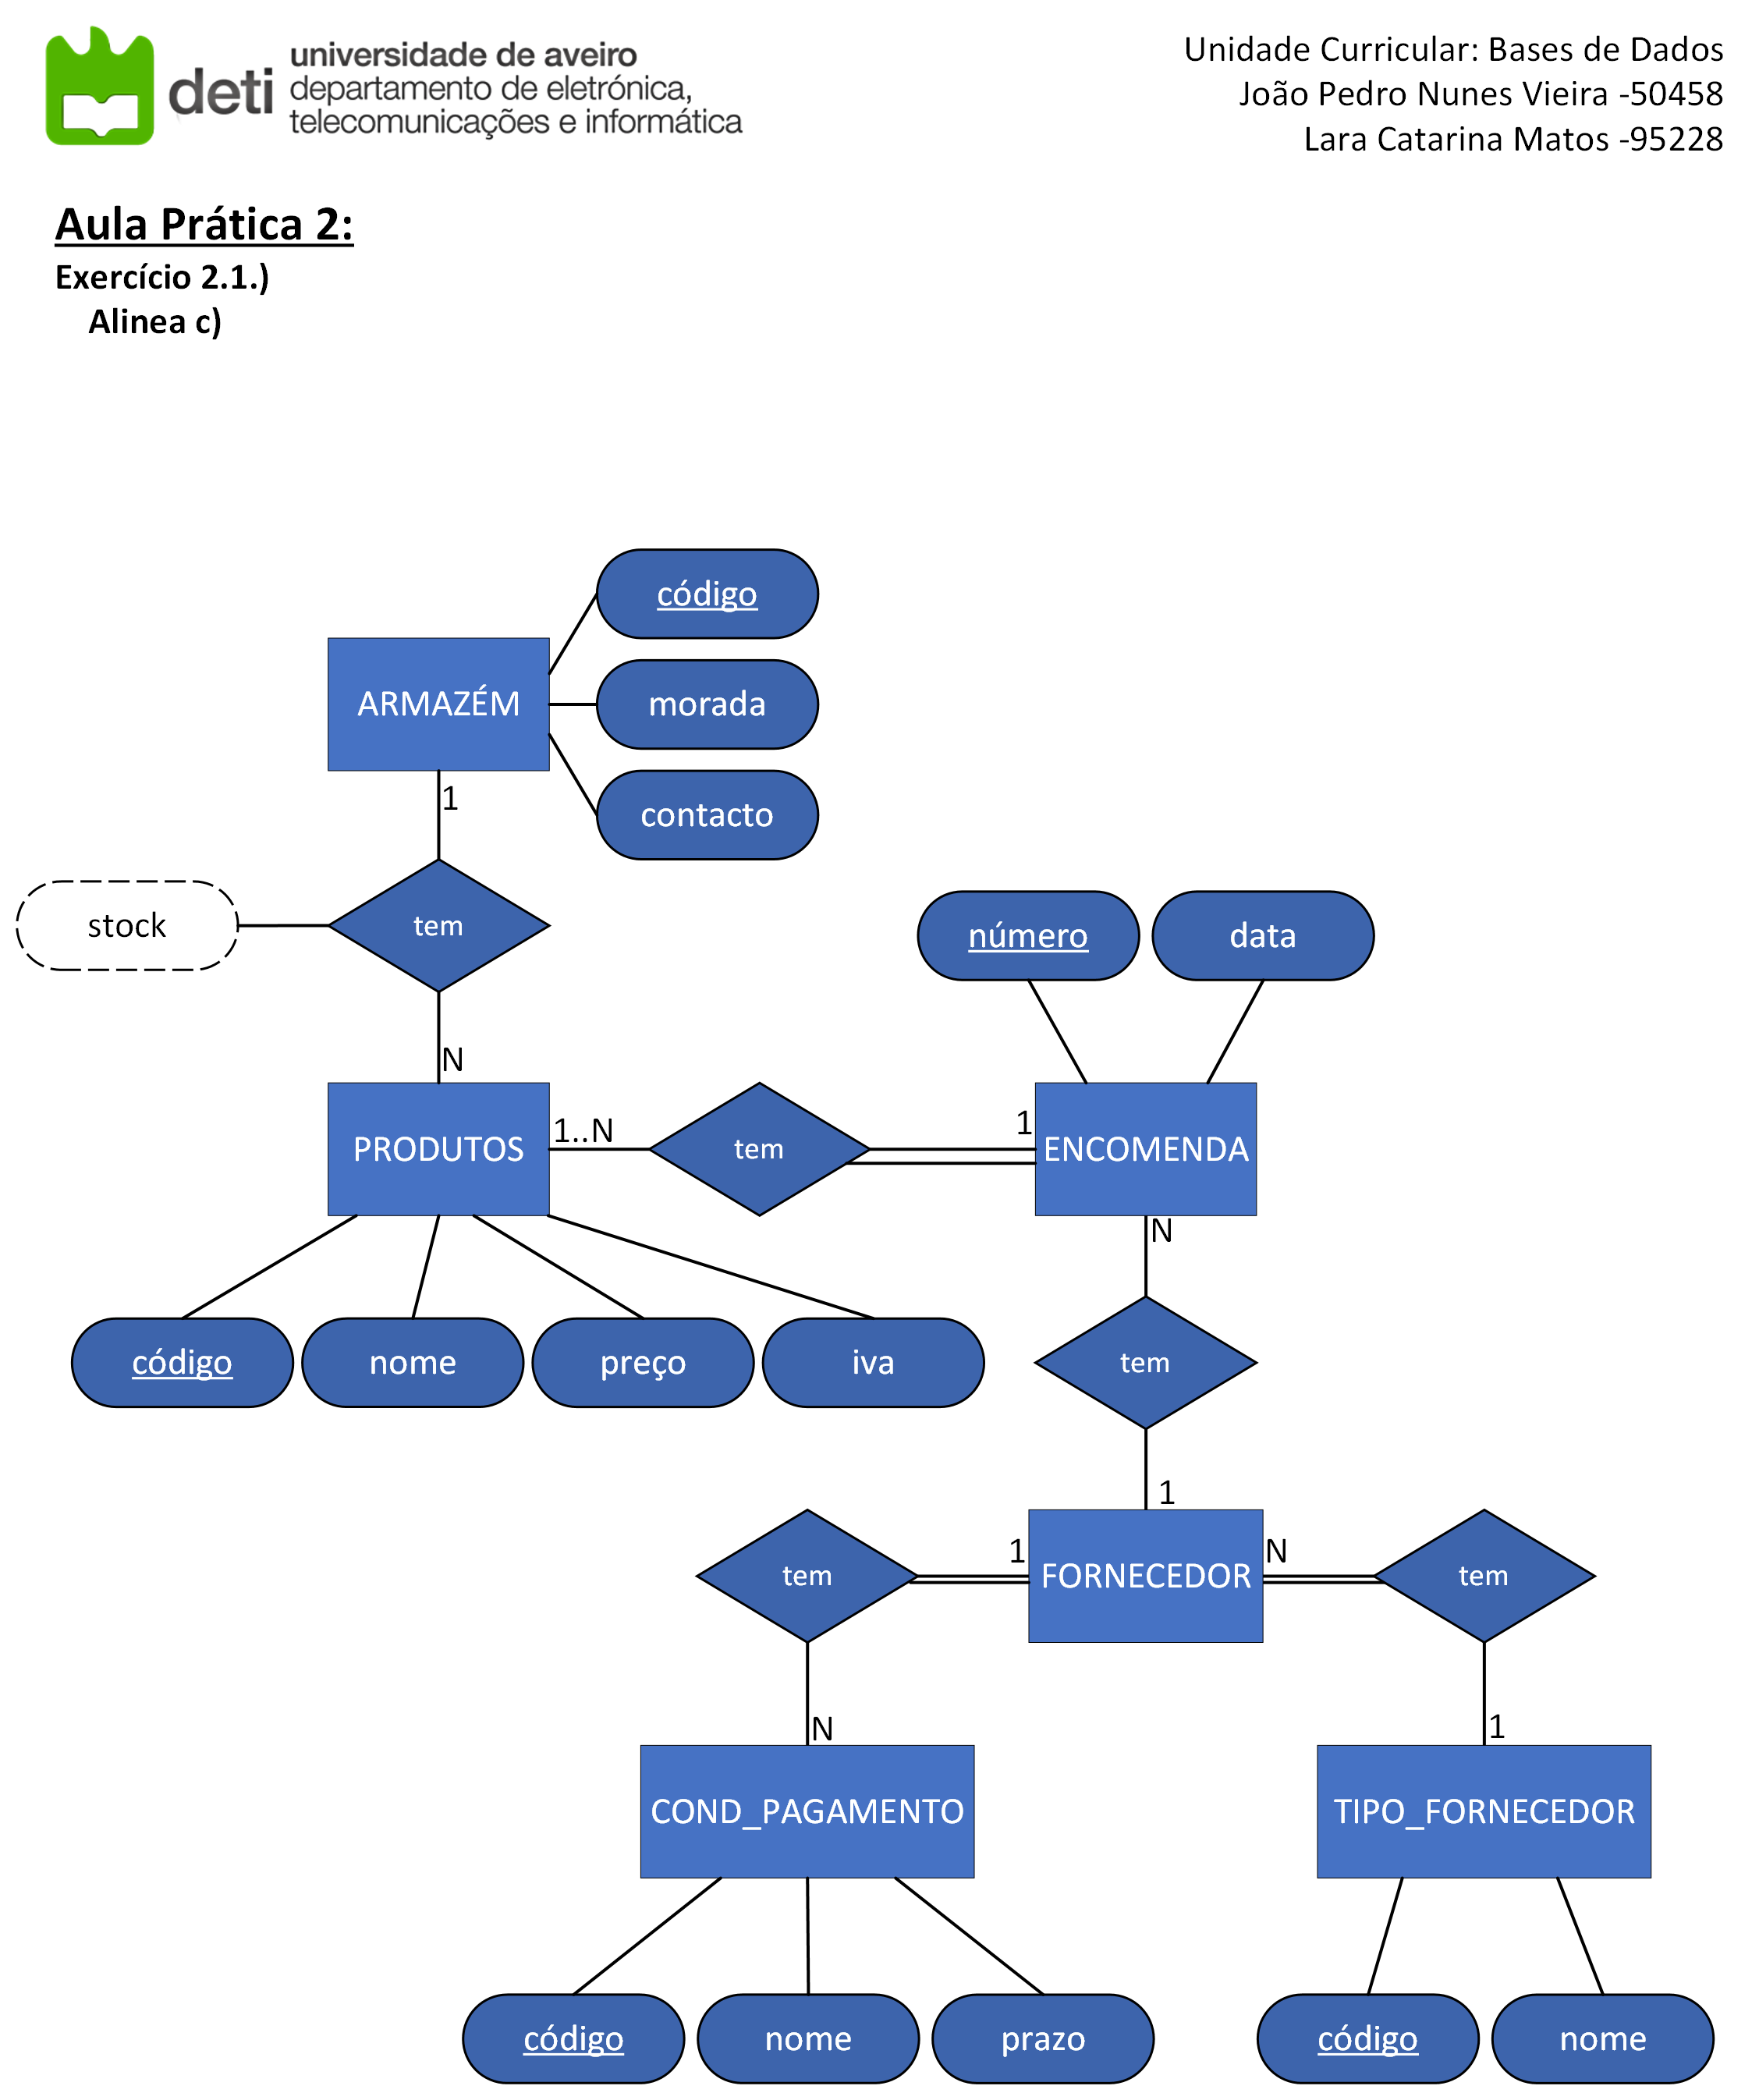 deti
universidade de aveiro
departamento de eletrónica,
telecomunicações e informática
Unidade Curricular: Bases de Dados
João Pedro Nunes Vieira -50458
Lara Catarina Matos -95228
Aula Prática 2:
Exercício 2.1.)
Alinea c)
código
ARMAZÉM
morada
contacto
1
stock
tem
número
data
N
PRODUTOS
1..N
tem
1
ENCOMENDA
N
código
nome
preço
iva
tem
1
tem
1
FORNECEDOR
N
tem
N
1
COND_PAGAMENTO
TIPO_FORNECEDOR
código
nome
prazo
código
nome